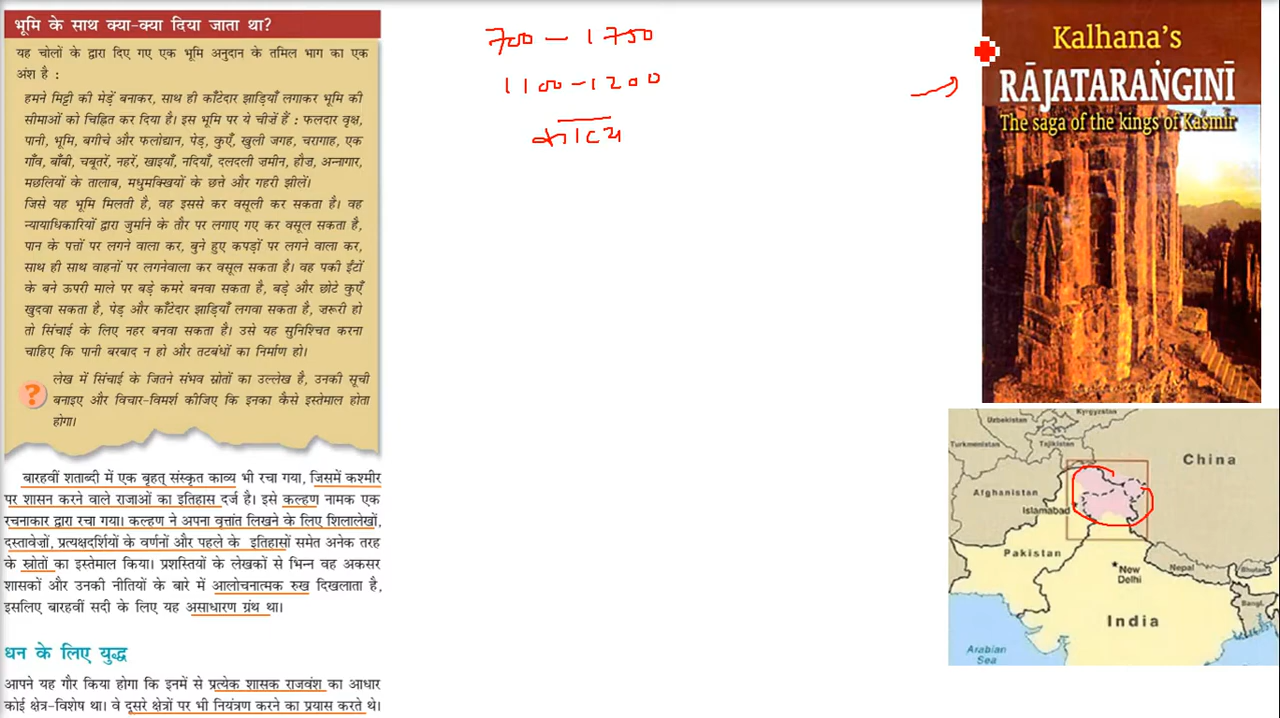 भूमि के साथ क्या-क्या दिया जाता था?
यह चोलों के द्वारा दिए गए एक भूमि अनुदान के तमिल भाग का एक
अंश है :
हमने मिट्टी की मेड़ें बनाकर, साथ ही काँटेदार झाड़ियाँ लगाकर भूमि की
सीमाओं को चिह्नित कर दिया है। इस भूमि पर ये चीज़ें हैं : फलदार वृक्ष,
पानी, भूमि, बगीचे और फलोद्यान, पेड़, कुएँ, खुली जगह, चरागाह, एक
गाँव, बाँबी, चबूतरें, नहरें, खाइयाँ, नदियाँ, दलदली ज़मीन, हौज़, अन्नागार,
मछलियों के तालाब, मधुमक्खियों के छत्ते और गहरी झीलें।
जिसे यह भूमि मिलती है, वह इससे कर वसूली कर सकता है। वह
न्यायाधिकारियों द्वारा जुर्माने के तौर पर लगाए गए कर वसूल सकता है,
पान के पत्तों पर लगने वाला कर, बुने हुए कपड़ों पर लगने वाला कर,
साथ ही साथ वाहनों पर लगनेवाला कर वसूल सकता है। वह पकी ईंटों
के बने ऊपरी माले पर बड़े कमरे बनवा सकता है, बड़े और छोटे कुएँ
खुदवा सकता है, पेड़ और काँटेदार झाड़ियाँ लगवा सकता है, ज़रूरी हो
तो सिंचाई के लिए नहर बनवा सकता है। उसे यह सुनिश्चित करना
चाहिए कि पानी बरबाद न हो और तटबंधों का निर्माण हो।
?
लेख में सिंचाई के जितने संभव स्रोतों का उल्लेख है, उनकी सूची
बनाइए और विचार-विमर्श कीजिए कि इनका कैसे इस्तेमाल होता
होगा।
बारहवीं शताब्दी में एक बृहत् संस्कृत काव्य भी रचा गया, जिसमें कश्मीर
पर शासन करने वाले राजाओं का इतिहास दर्ज है। इसे कल्हण नामक एक
रचनाकार द्वारा रचा गया। कल्हण ने अपना वृत्तांत लिखने के लिए शिलालेखों,
दस्तावेज़ों, प्रत्यक्षदर्शियों के वर्णनों और पहले के इतिहासों समेत अनेक तरह
के स्रोतों का इस्तेमाल किया। प्रशस्तियों के लेखकों से भिन्न वह अकसर
शासकों और उनकी नीतियों के बारे में आलोचनात्मक रुख दिखलाता है,
इसलिए बारहवीं सदी के लिए यह असाधारण ग्रंथ था।
धन के लिए युद्ध
आपने यह गौर किया होगा कि इनमें से प्रत्येक शासक राजवंश का आधार
कोई क्षेत्र-विशेष था। वे दूसरे क्षेत्रों पर भी नियंत्रण करने का प्रयास करते थे।
700 – 1750
1100 – 1200
काव्य
Kalhana's
RĀJATARAṄGIṆĪ
The saga of the kings of Kaśmīr
Kyrgyzstan
Uzbekistan
Turkmenistan
Tajikistan
China
Afghanistan
Islamabad
Pakistan
New
Delhi
Nepal
Bhutan
Bangl.
India
Arabian
Sea